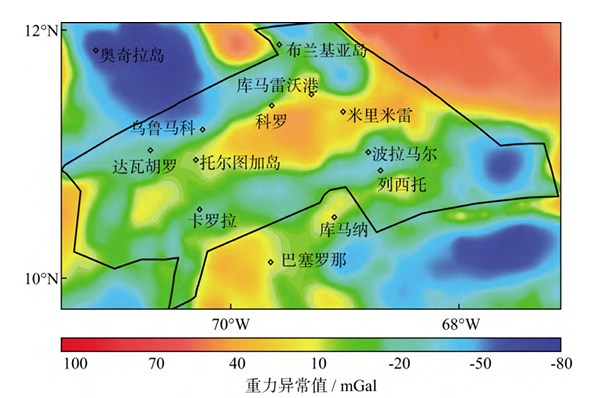 12°N
奥奇拉岛
布兰基亚岛
库马雷沃港
科罗
米里米雷
乌鲁马科
达瓦胡罗
托尔图加岛
波拉马尔
列西托
卡罗拉
库马纳
巴塞罗那
10°N
70°W
68°W
100 70 40 10 -20 -50 -80
重力异常值 / mGal